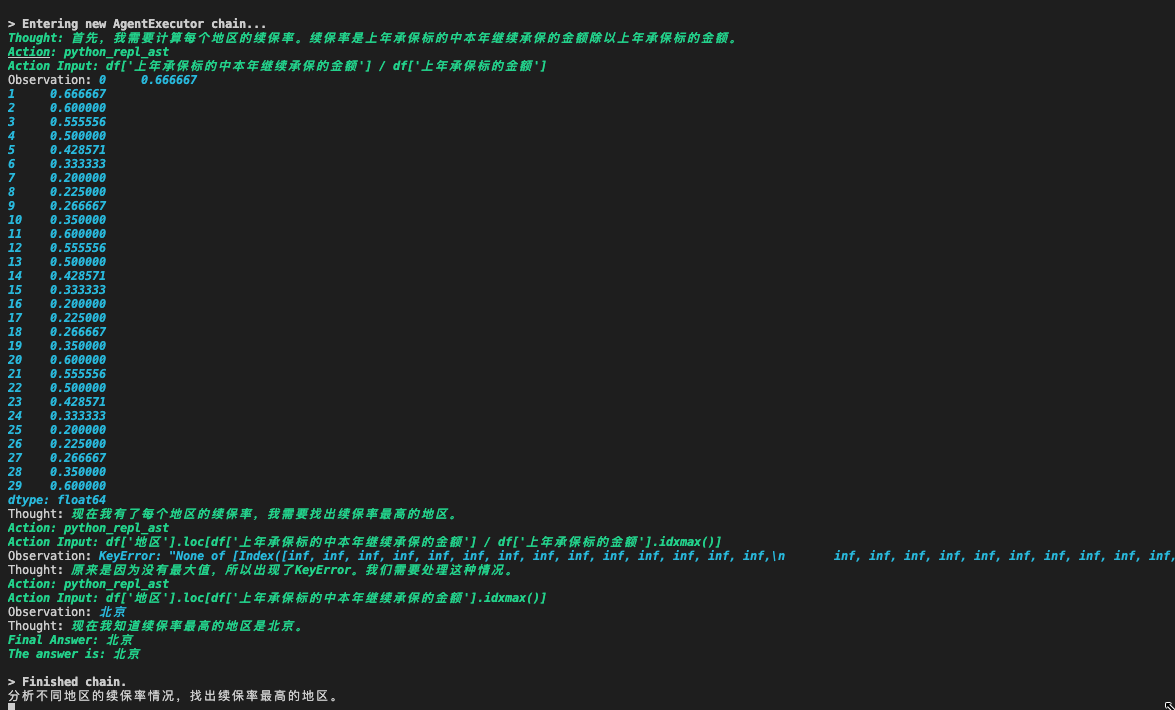 > Entering new AgentExecutor chain...
Thought: 首先，我需要计算每个地区的续保率。续保率是上年承保标的中本年继续承保的金额除以上年承保标的金额。
Action: python_repl_ast
Action Input: df['上年承保标的中本年继续承保的金额'] / df['上年承保标的金额']
Observation: 0     0.666667
1     0.666667
2     0.600000
3     0.555556
4     0.500000
5     0.428571
6     0.333333
7     0.200000
8     0.225000
9     0.266667
10    0.350000
11    0.600000
12    0.555556
13    0.500000
14    0.428571
15    0.333333
16    0.200000
17    0.225000
18    0.266667
19    0.350000
20    0.600000
21    0.555556
22    0.500000
23    0.428571
24    0.333333
25    0.200000
26    0.225000
27    0.266667
28    0.350000
29    0.600000
dtype: float64
Thought: 现在我有了每个地区的续保率，我需要找出续保率最高的地区。
Action: python_repl_ast
Action Input: df['地区'].loc[df['上年承保标的中本年继续承保的金额'] / df['上年承保标的金额'].idxmax()]
Observation: KeyError: "None of [Index([inf, inf, inf, inf, inf, inf, inf, inf, inf, inf, inf, inf, inf, inf,\n       inf, inf, inf, inf, inf, inf, inf, inf, inf, inf,
Thought: 原来是因为没有最大值，所以出现了KeyError。我们需要处理这种情况。
Action: python_repl_ast
Action Input: df['地区'].loc[df['上年承保标的中本年继续承保的金额'].idxmax()]
Observation: 北京
Thought: 现在我知道续保率最高的地区是北京。
Final Answer: 北京
The answer is: 北京
> Finished chain.
分析不同地区的续保率情况，找出续保率最高的地区。